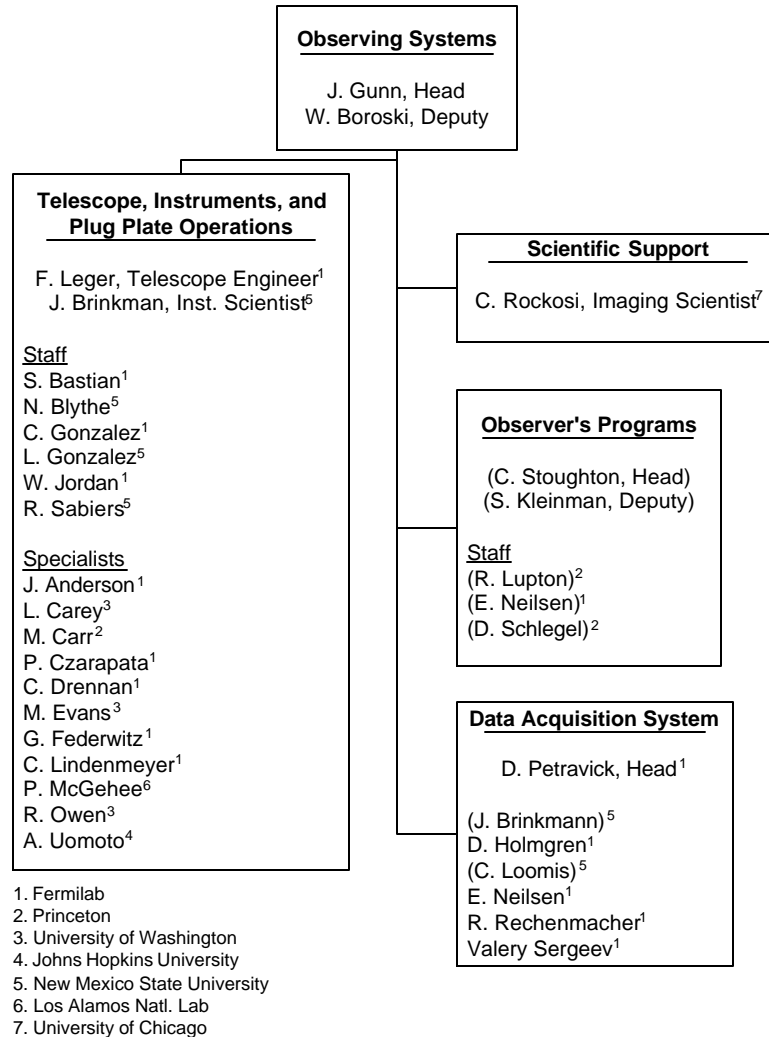 Observing Systems
J. Gunn, Head
W. Boroski, Deputy
Telescope, Instruments, and
Plug Plate Operations
F. Leger, Telescope Engineer¹
J. Brinkman, Inst. Scientist⁵
Staff
S. Bastian¹
N. Blythe⁵
C. Gonzalez¹
L. Gonzalez⁵
W. Jordan¹
R. Sabiers⁵
Specialists
J. Anderson¹
L. Carey³
M. Carr²
P. Czarapata¹
C. Drennan¹
M. Evans³
G. Federwitz¹
C. Lindenmeyer¹
P. McGehee⁶
R. Owen³
A. Uomoto⁴
Scientific Support
C. Rockosi, Imaging Scientist⁷
Observer's Programs
(C. Stoughton, Head)
(S. Kleinman, Deputy)
Staff
(R. Lupton)²
(E. Neilsen)¹
(D. Schlegel)²
Data Acquisition System
D. Petravick, Head¹
(J. Brinkmann)⁵
D. Holmgren¹
(C. Loomis)⁵
E. Neilsen¹
R. Rechenmacher¹
Valery Sergeev¹
1. Fermilab
2. Princeton
3. University of Washington
4. Johns Hopkins University
5. New Mexico State University
6. Los Alamos Natl. Lab
7. University of Chicago